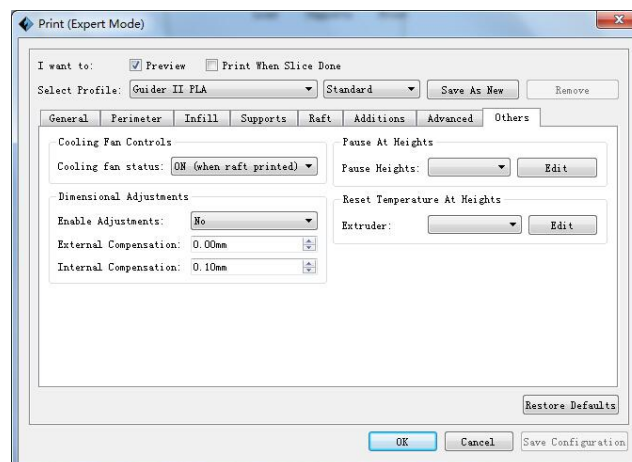 Print (Expert Mode)
I want to: Preview Print When Slice Done
Select Profile: Guider II PLA Standard Save As New Remove
General Perimeter Infill Supports Raft Additions Advanced Others
Cooling Fan Controls
Cooling fan status: ON (when raft printed)
Dimensional Adjustments
Enable Adjustments: No
External Compensation: 0.00mm
Internal Compensation: 0.10mm
Pause At Heights
Pause Heights: Edit
Reset Temperature At Heights
Extruder: Edit
Restore Defaults
OK Cancel Save Configuration